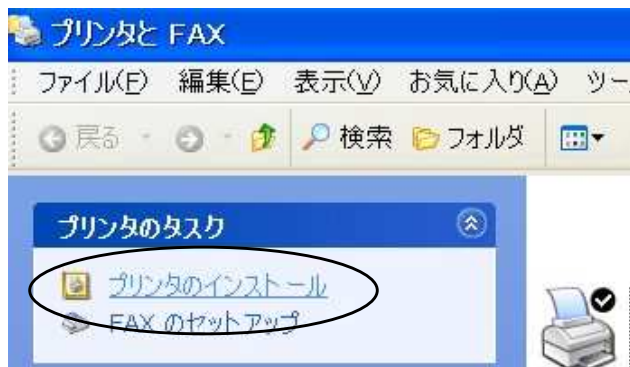 プリンタと FAX
ファイル(F) 編集(E) 表示(V) お気に入り(A) ツー
戻る 検索 フォルダ
プリンタのタスク
プリンタのインストール
FAX のセットアップ